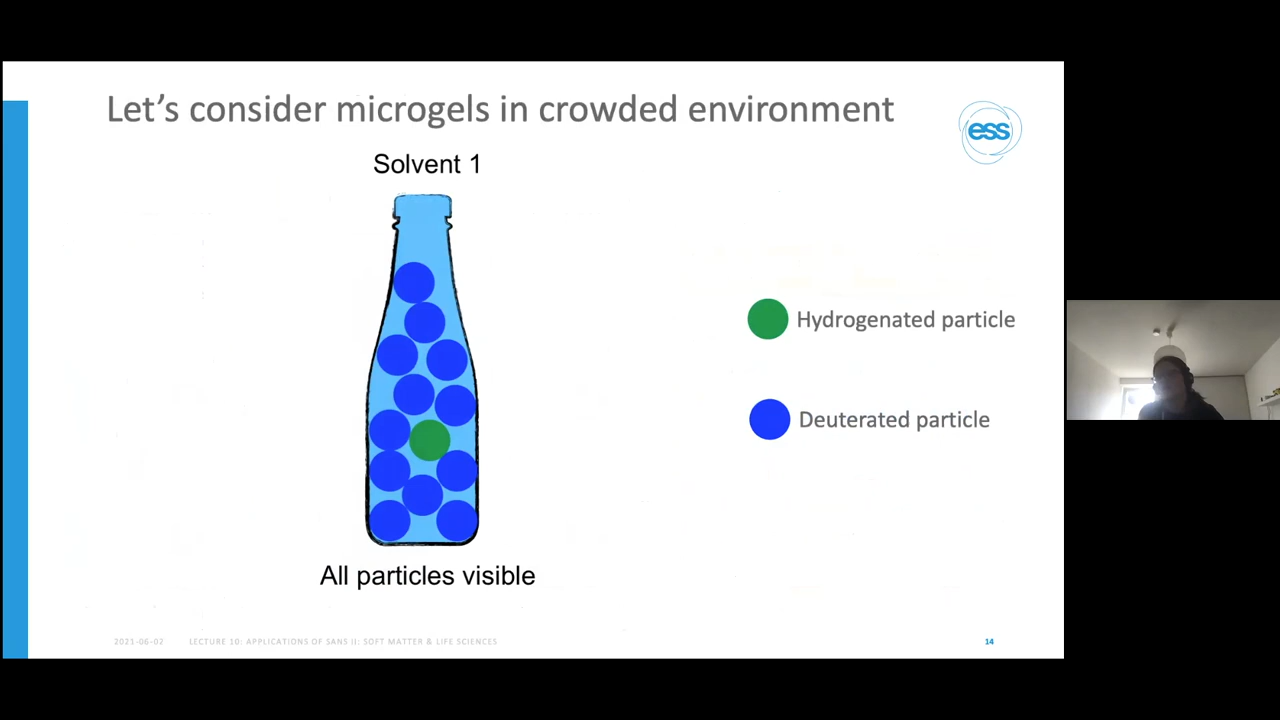 Let's consider microgels in crowded environment
ess
Solvent 1
Hydrogenated particle
Deuterated particle
All particles visible
2021-06-02 LECTURE 10: APPLICATIONS OF SANS II: SOFT MATTER & LIFE SCIENCES 14